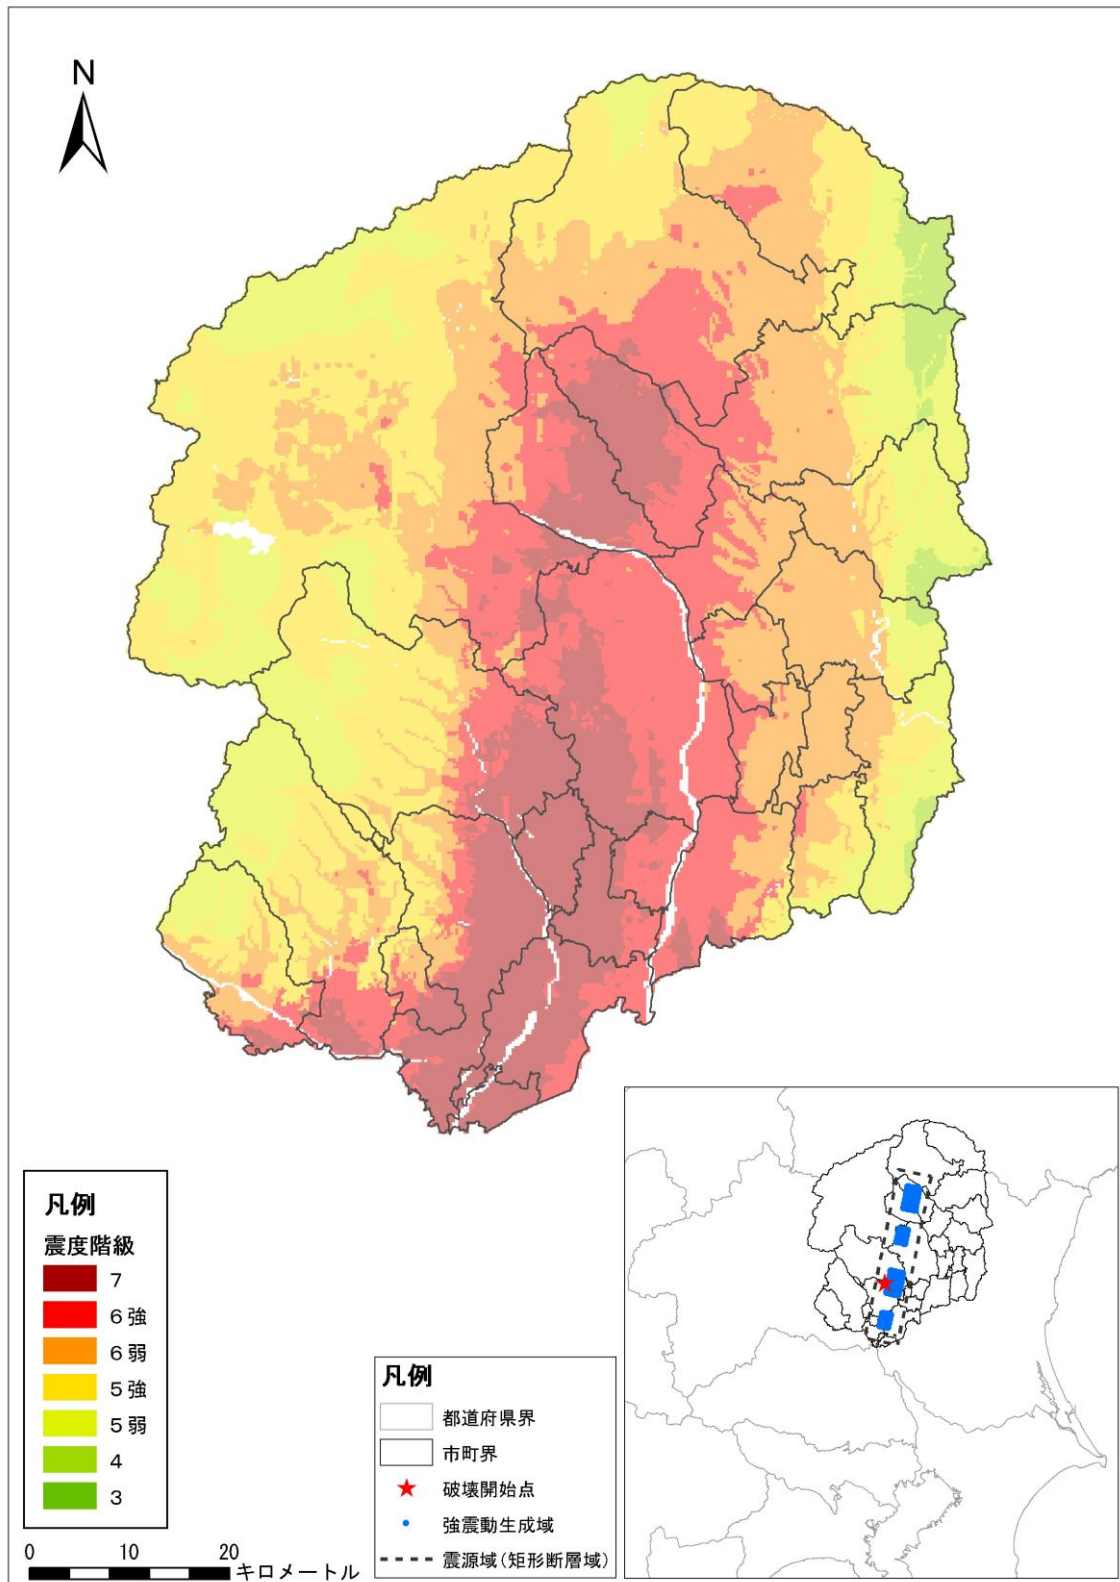 N
凡例
震度階級
7
6強
6弱
5強
5弱
4
3
0 10 20 キロメートル
凡例
都道府県界
市町界
破壊開始点
強震動生成域
震源域(矩形断層域)